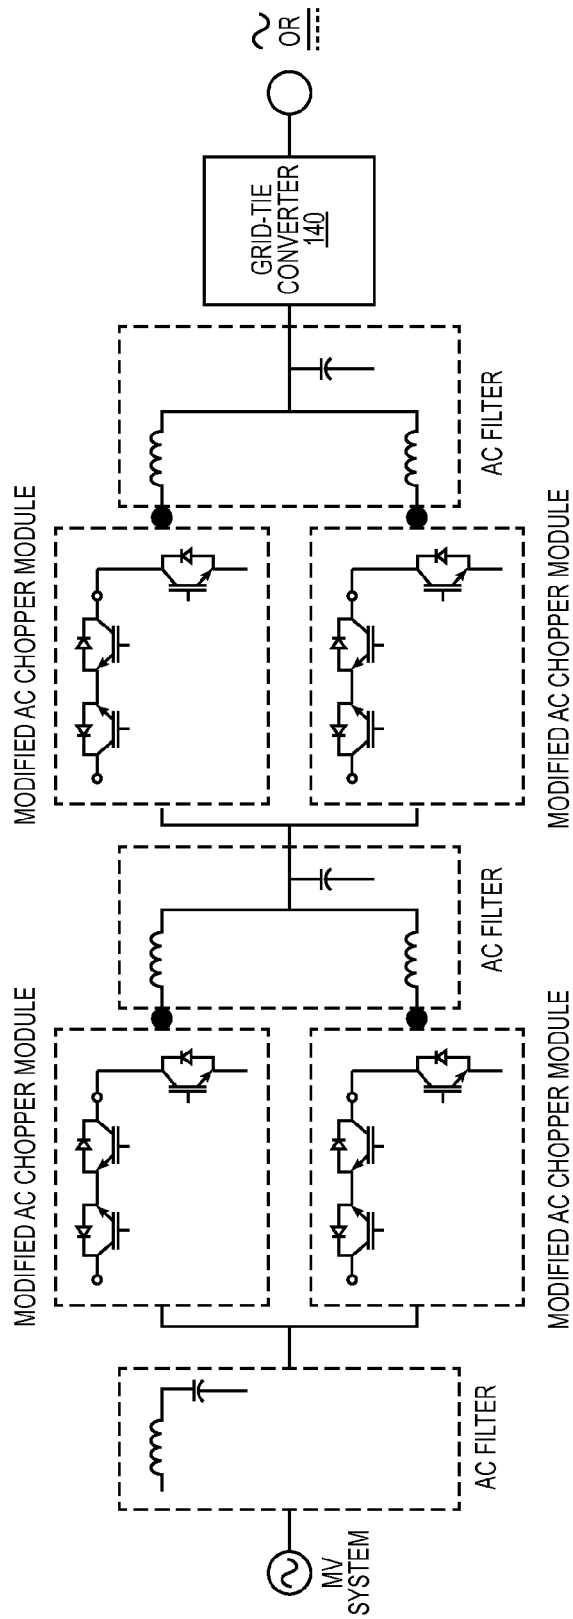 MV
SYSTEM
AC FILTER
MODIFIED AC CHOPPER MODULE
MODIFIED AC CHOPPER MODULE
AC FILTER
MODIFIED AC CHOPPER MODULE
MODIFIED AC CHOPPER MODULE
AC FILTER
GRID-TIE
CONVERTER
140
OR